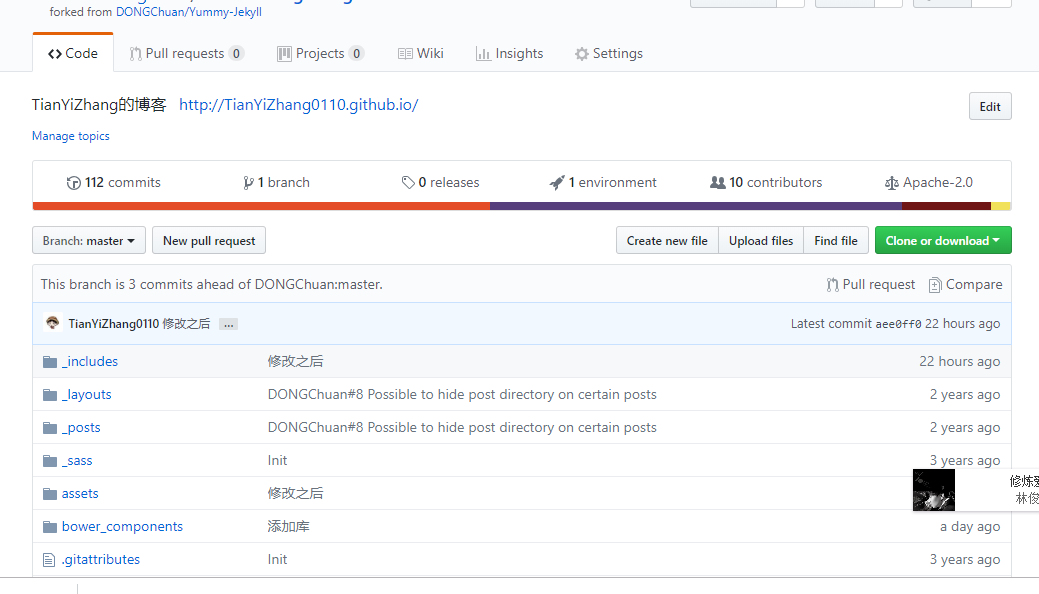 forked from DONGChuan/Yummy-Jekyll
Code Pull requests 0 Projects 0 Wiki Insights Settings
TianYiZhang的博客 http://TianYiZhang0110.github.io/ Edit
Manage topics
112 commits 1 branch 0 releases 1 environment 10 contributors Apache-2.0
Branch: master New pull request Create new file Upload files Find file Clone or download
This branch is 3 commits ahead of DONGChuan:master. Pull request Compare
TianYiZhang0110 修改之后 ... Latest commit aee0ff0 22 hours ago
_includes 修改之后 22 hours ago
_layouts DONGChuan#8 Possible to hide post directory on certain posts 2 years ago
_posts DONGChuan#8 Possible to hide post directory on certain posts 2 years ago
_sass Init 3 years ago
修炼爱
assets 修改之后
林俊
bower_components 添加库 a day ago
.gitattributes Init 3 years ago